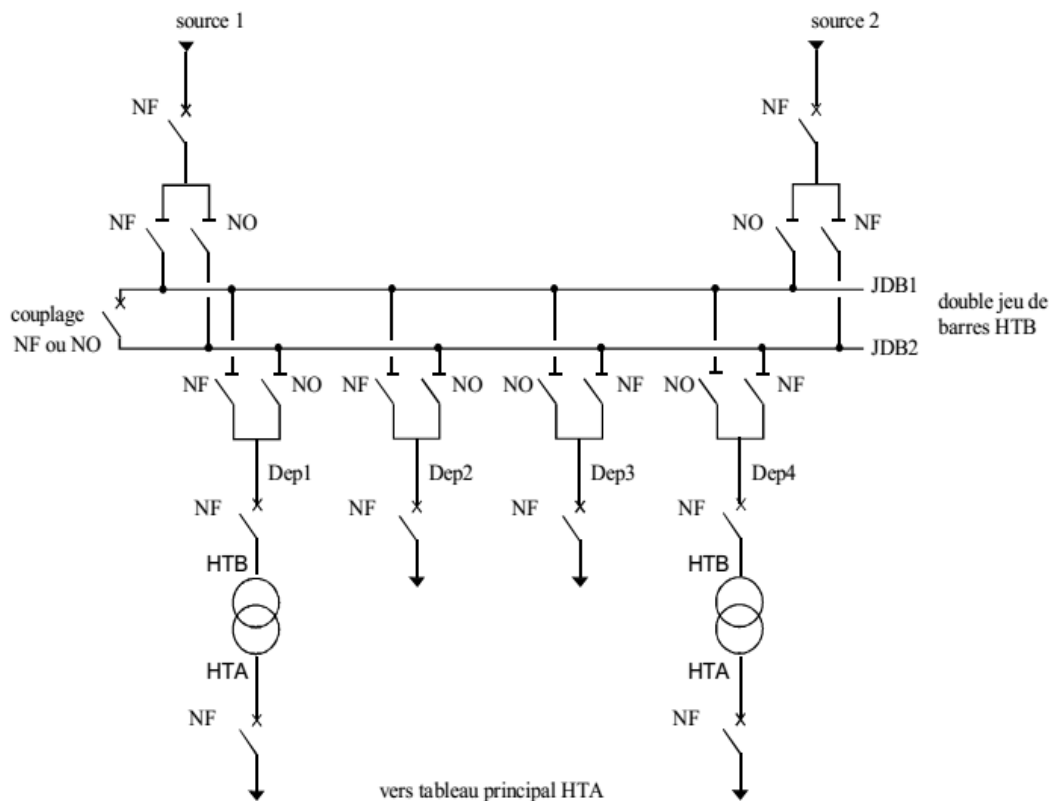 source 1
source 2
NF
NF
NF
NO
NO
NF
JDB1
couplage
NF ou NO
double jeu de
barres HTB
JDB2
NF
NO
NF
NO
NO
NF
NO
NF
Dep1
Dep2
Dep3
Dep4
NF
NF
NF
NF
HTB
HTB
HTA
HTA
NF
NF
vers tableau principal HTA